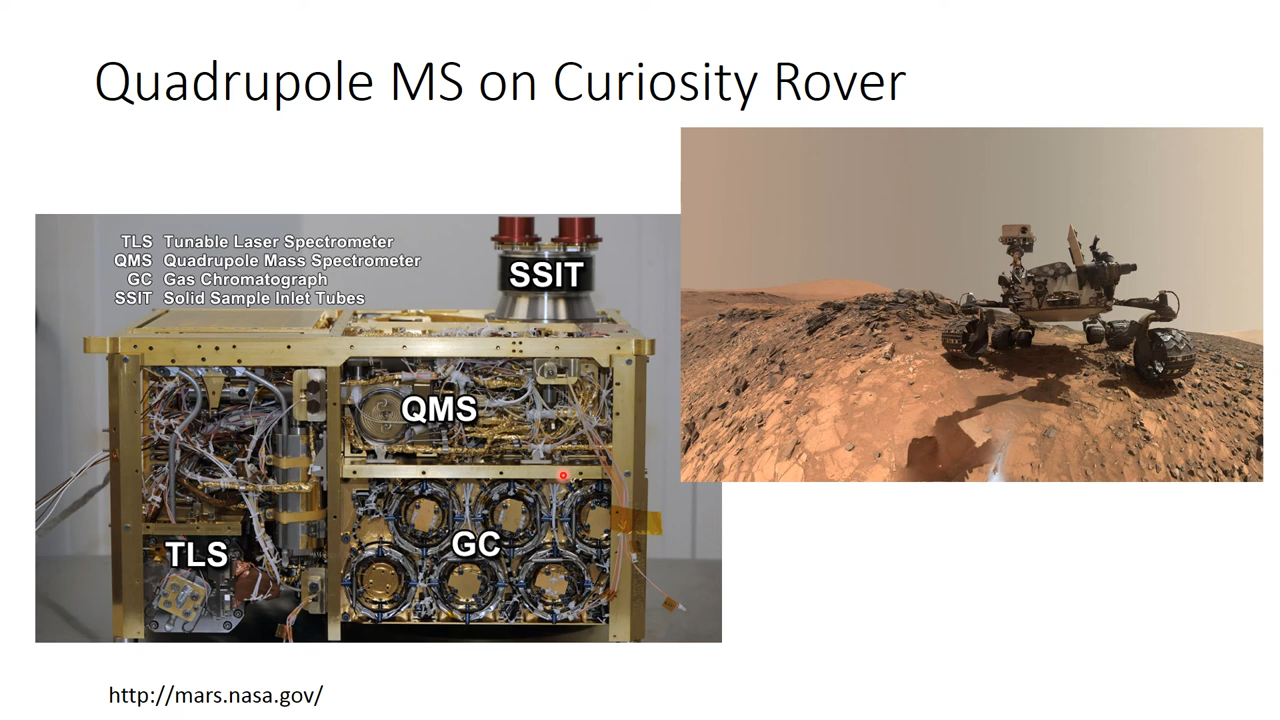 Quadrupole MS on Curiosity Rover
TLS Tunable Laser Spectrometer
QMS Quadrupole Mass Spectrometer
GC Gas Chromatograph
SSIT Solid Sample Inlet Tubes
SSIT
QMS
GC
TLS
http://mars.nasa.gov/